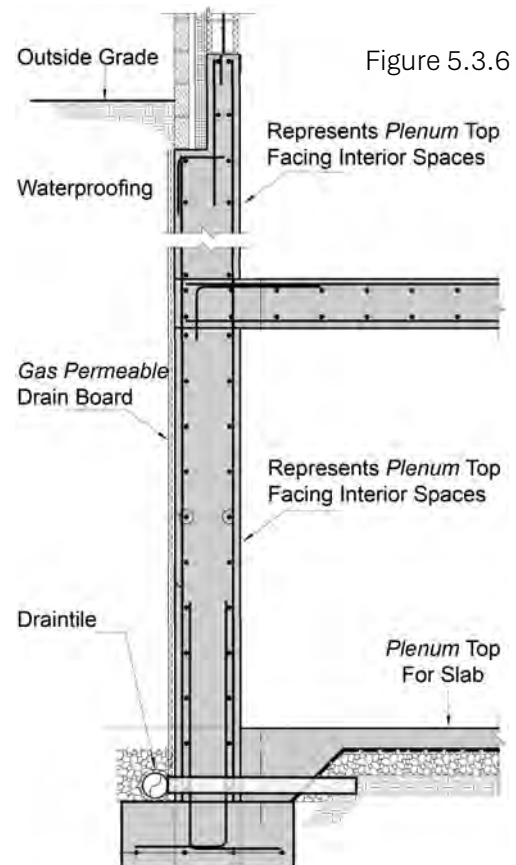 Outside Grade
Figure 5.3.6
Represents Plenum Top
Facing Interior Spaces
Waterproofing
Gas Permeable
Drain Board
Represents Plenum Top
Facing Interior Spaces
Draintile
Plenum Top
For Slab